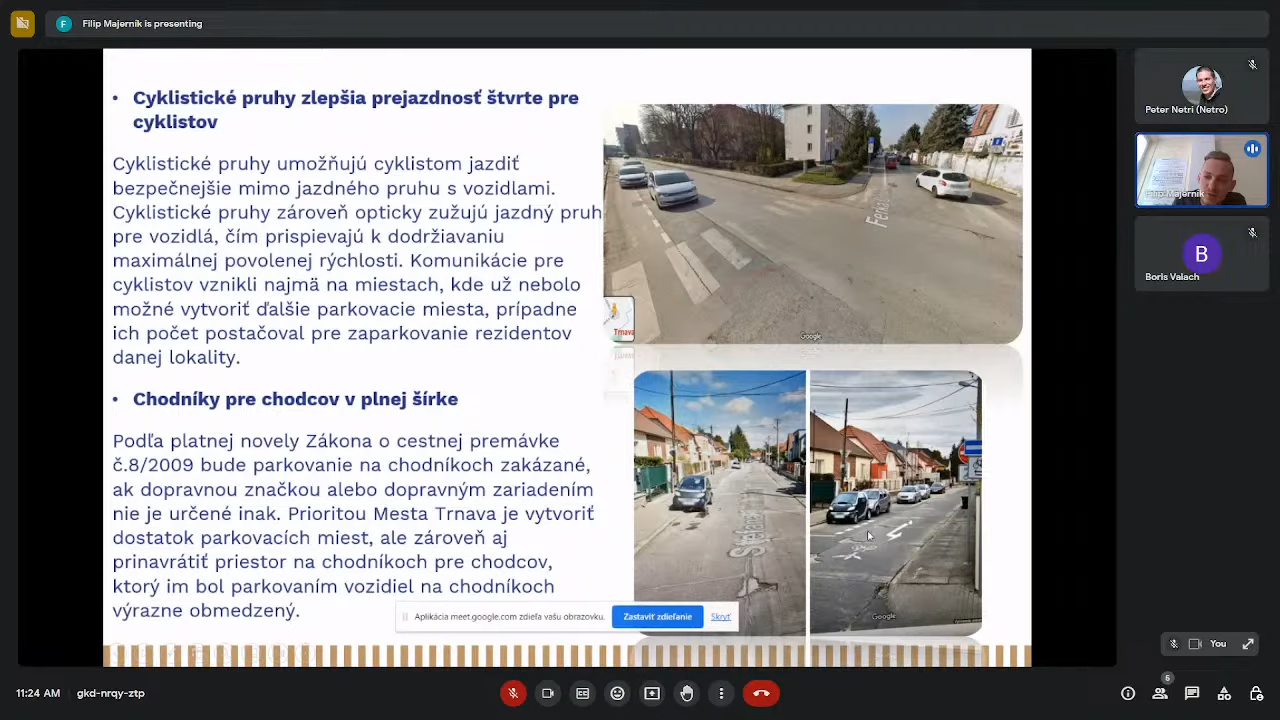 Filip Majerník is presenting
F
• Cyklistické pruhy zlepšia prejazdnosť štvrte pre
cyklistov
Cyklistické pruhy umožňujú cyklistom jazdiť
bezpečnejšie mimo jazdného pruhu s vozidlami.
Cyklistické pruhy zároveň opticky zužujú jazdný pruh
pre vozidlá, čím prispievajú k dodržiavaniu
maximálnej povolenej rýchlosti. Komunikácie pre
cyklistov vznikli najmä na miestach, kde už nebolo
možné vytvoriť ďalšie parkovacie miesta, prípadne
ich počet postačoval pre zaparkovanie rezidentov
danej lokality.
• Chodníky pre chodcov v plnej šírke
Podľa platnej novely Zákona o cestnej premávke
č.8/2009 bude parkovanie na chodníkoch zakázané,
ak dopravnou značkou alebo dopravným zariadením
nie je určené inak. Prioritou Mesta Trnava je vytvoriť
dostatok parkovacích miest, ale zároveň aj
prinavrátiť priestor na chodníkoch pre chodcov,
ktorý im bol parkovaním vozidiel na chodníkoch
výrazne obmedzený.
Trnava
Google
Google
Aplikácia meet.google.com zdieľa vašu obrazovku.
Zastaviť zdieľanie
Skryť
Peter Netri (Netro)
Filip Majerník
B
Boris Valach
You
11:24 AM
gkd-nrqy-ztp
6